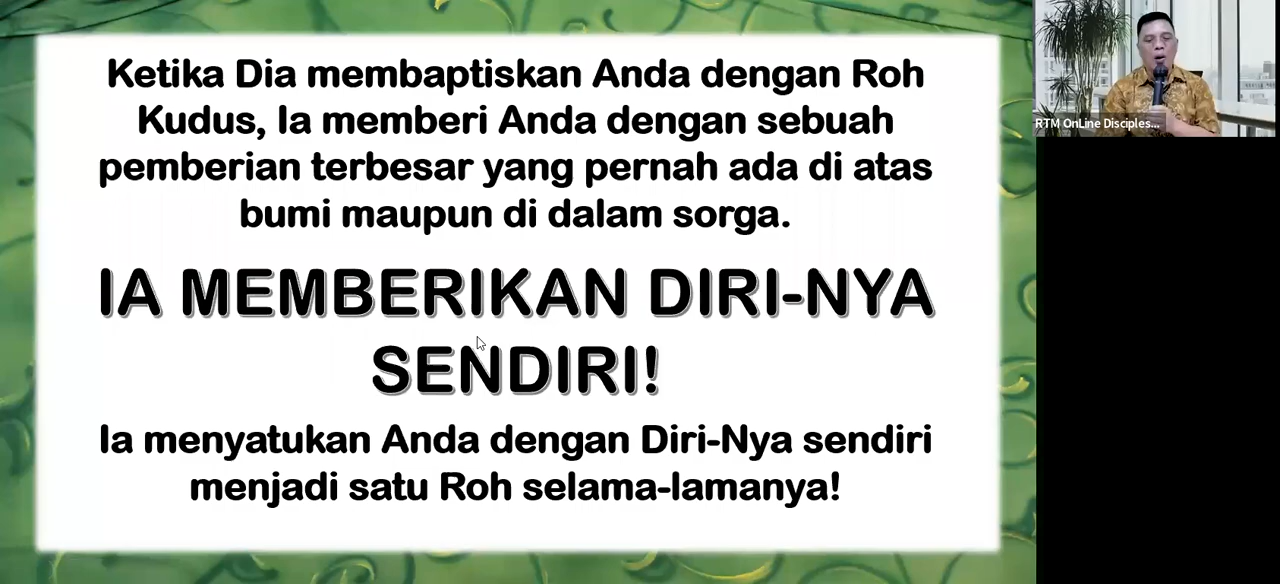 Ketika Dia membaptiskan Anda dengan Roh
Kudus, Ia memberi Anda dengan sebuah
pemberian terbesar yang pernah ada di atas
bumi maupun di dalam sorga.
IA MEMBERIKAN DIRI-NYA
SENDIRI!
Ia menyatukan Anda dengan Diri-Nya sendiri
menjadi satu Roh selama-lamanya!
RTM OnLine Disciples...